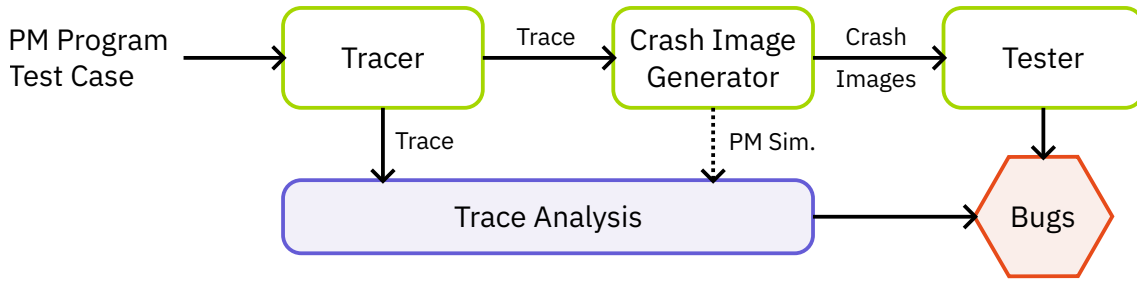 PM Program
Test Case
Tracer
Trace
Crash Image
Generator
Crash
Images
Tester
Trace
PM Sim.
Trace Analysis
Bugs